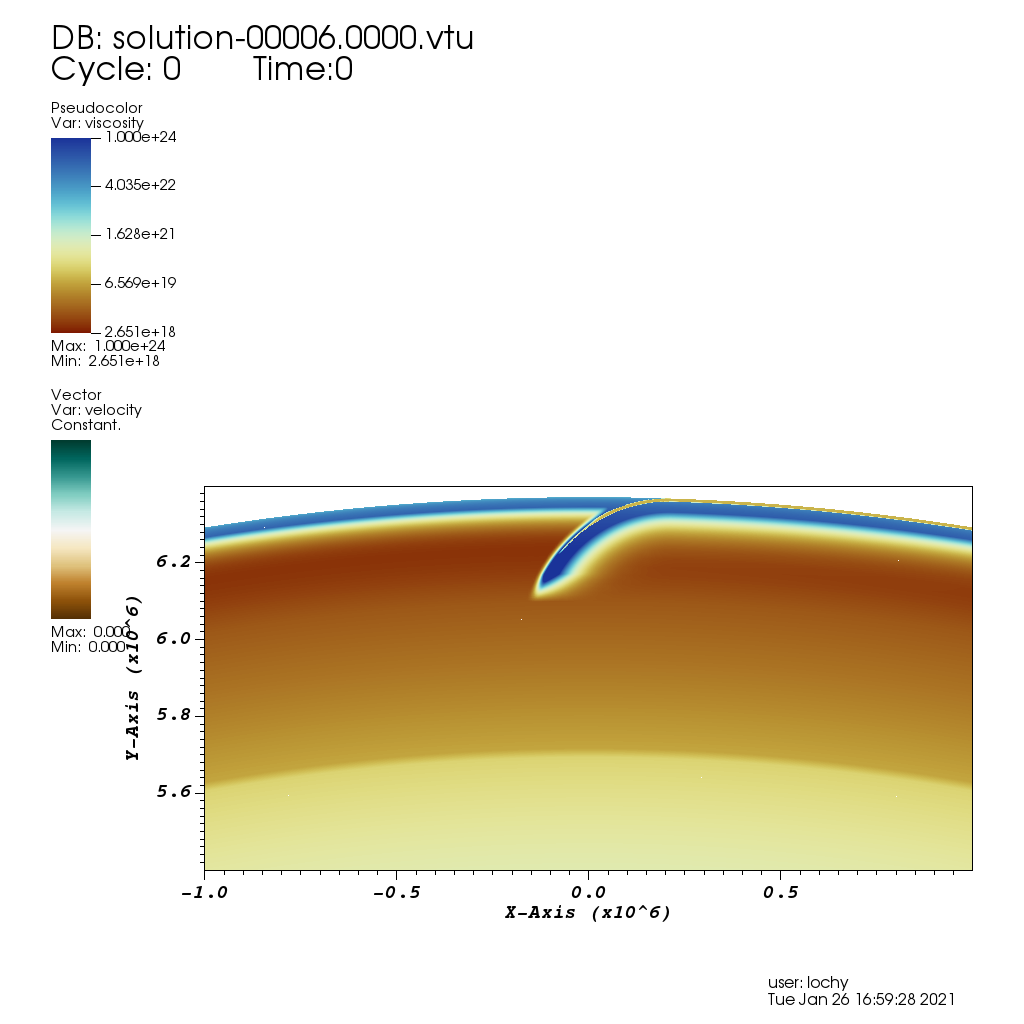 DB: solution-00006.0000.vtu
Cycle: 0 Time:0
Pseudocolor
Var: viscosity
1.000e+24
4.035e+22
1.628e+21
6.569e+19
2.651e+18
Max: 1.000e+24
Min: 2.651e+18
Vector
Var: velocity
Constant.
Max: 0.000
Min: 0.000
Y-Axis (x10^6)
6.2
6.0
5.8
5.6
-1.0 -0.5 0.0 0.5
X-Axis (x10^6)
user: lochy
Tue Jan 26 16:59:28 2021